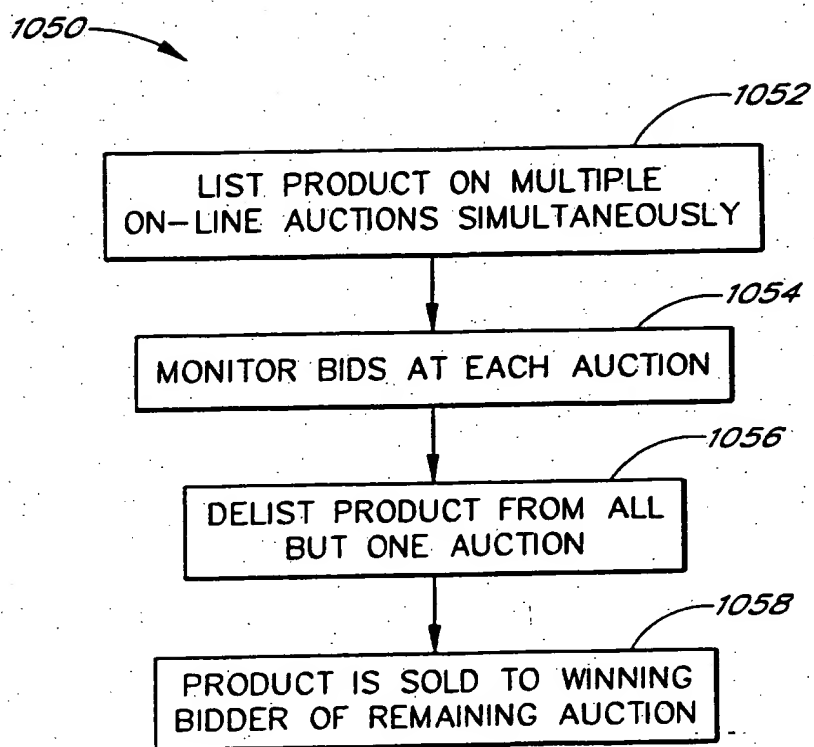 1050
1052
LIST PRODUCT ON MULTIPLE
ON-LINE AUCTIONS SIMULTANEOUSLY
1054
MONITOR BIDS AT EACH AUCTION
1056
DELIST PRODUCT FROM ALL
BUT ONE AUCTION
1058
PRODUCT IS SOLD TO WINNING
BIDDER OF REMAINING AUCTION